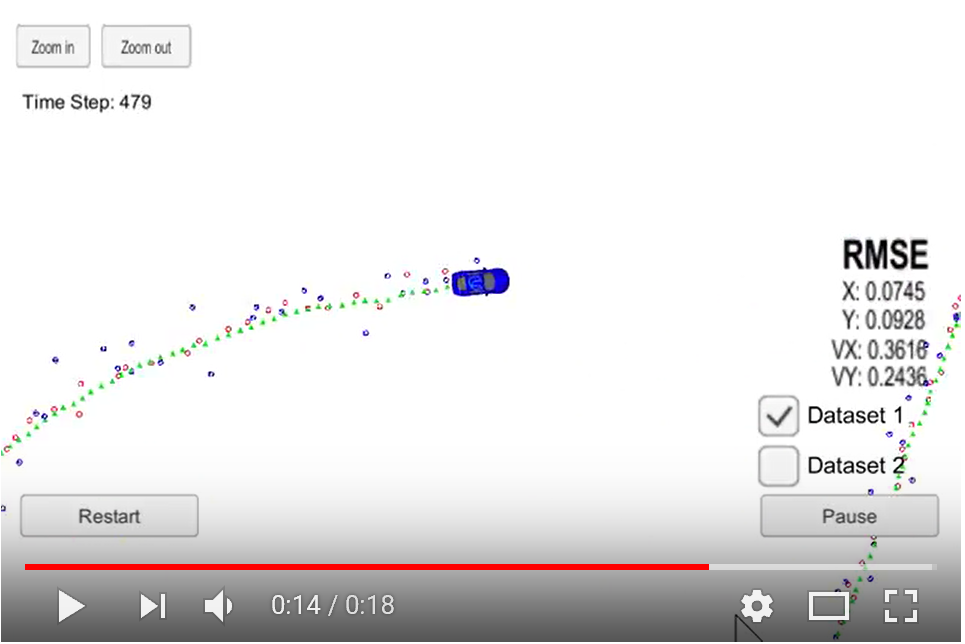 Zoom in
Zoom out
Time Step: 479
RMSE
X: 0.0745
Y: 0.0928
VX: 0.3616
VY: 0.2436
Dataset 1
Dataset 2
Restart
Pause
0:14 / 0:18